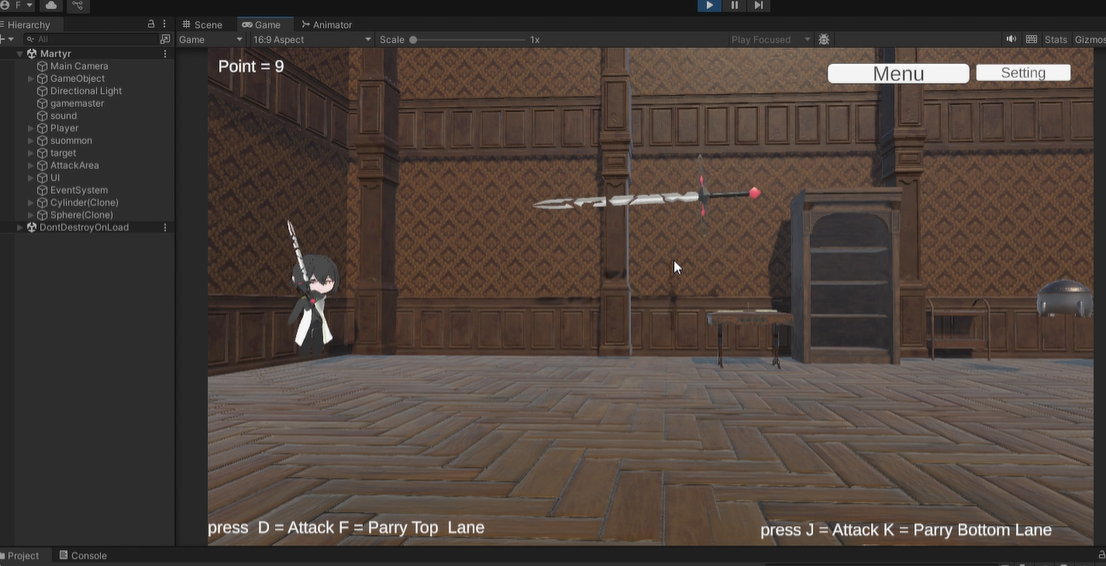 F
Hierarchy
Scene
Game
Animator
All
Game
16:9 Aspect
Scale
1x
Play Focused
Stats
Gizmos
Martyr
Main Camera
GameObject
Directional Light
gamemaster
sound
Player
suommon
target
AttackArea
UI
EventSystem
Cylinder(Clone)
Sphere(Clone)
DontDestroyOnLoad
Point = 9
Menu
Setting
press  D = Attack F = Parry Top  Lane
press J = Attack K = Parry Bottom Lane
Project
Console